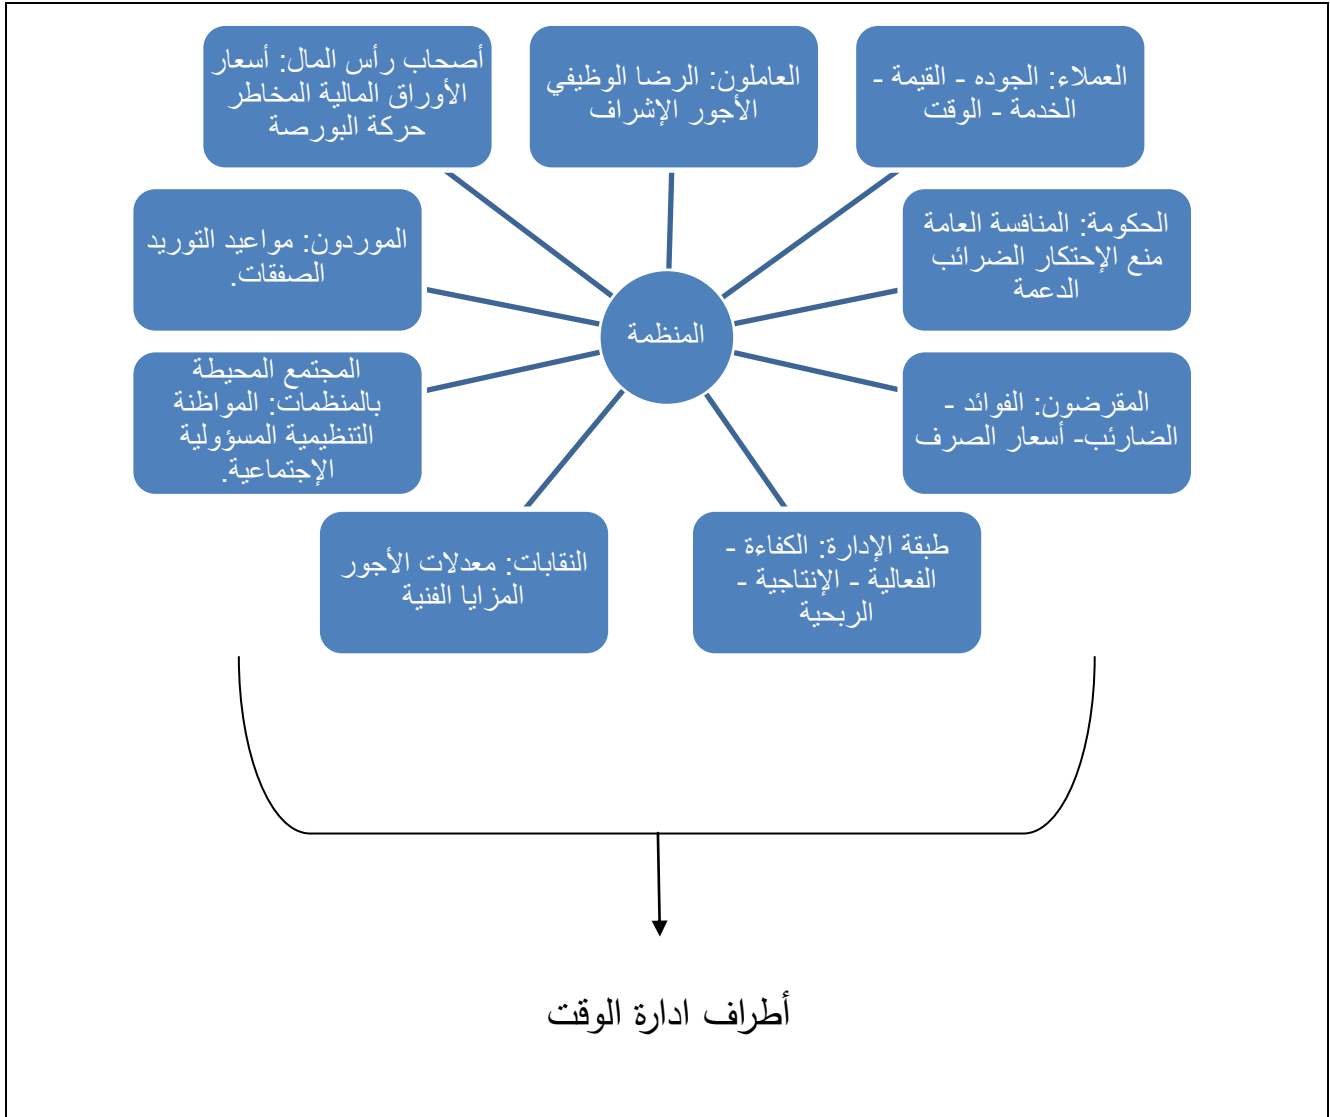 العملاء: الجوده - القيمة -
الخدمة - الوقت
العاملون: الرضا الوظيفي
الأجور الإشراف
أصحاب رأس المال: أسعار
الأوراق المالية المخاطر
حركة البورصة
الحكومة: المنافسة العامة
منع الإحتكار الضرائب
الدعمة
الموردون: مواعيد التوريد
الصفقات.
المنظمة
المقرضون: الفوائد -
الضارئب- أسعار الصرف
المجتمع المحيطة
بالمنظمات: المواظنة
التنظيمية المسؤولية
الإجتماعية.
طبقة الإدارة: الكفاءة -
الفعالية - الإنتاجية -
الربحية
النقابات: معدلات الأجور
المزايا الفنية
أطراف ادارة الوقت